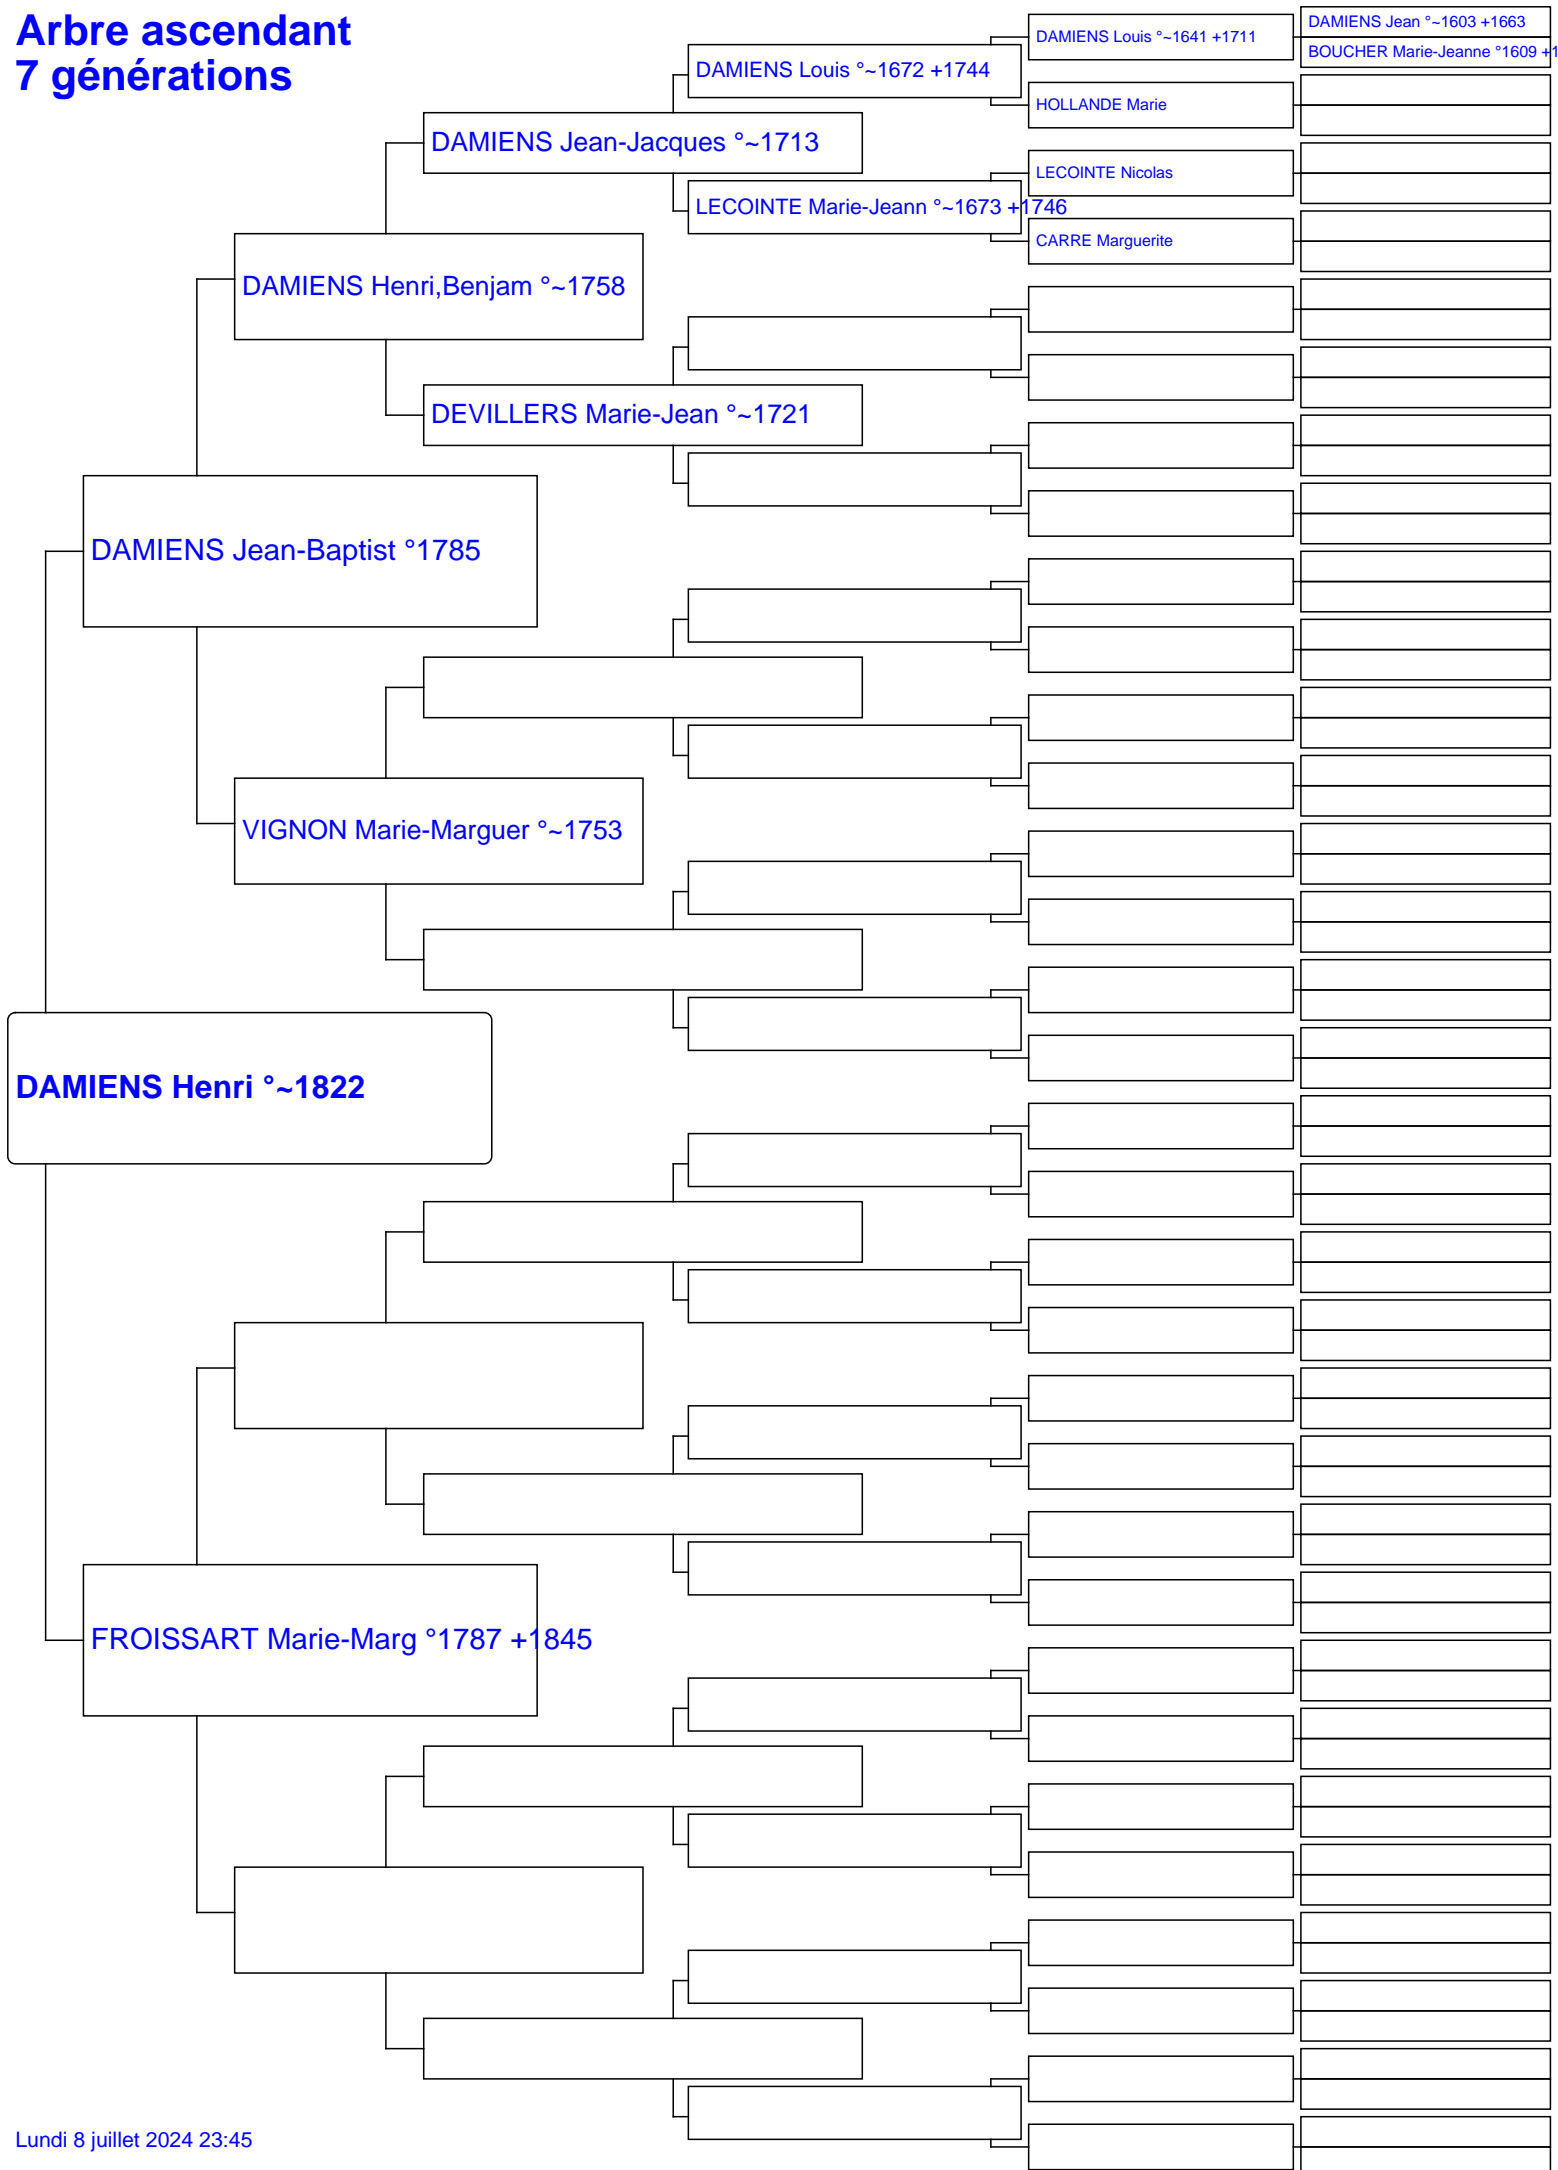 Arbre ascendant
7 générations
DAMIENS Jean °~1603 +1663
DAMIENS Louis °~1641 +1711
BOUCHER Marie-Jeanne °1609 +1
DAMIENS Louis °~1672 +1744
HOLLANDE Marie
DAMIENS Jean-Jacques °~1713
LECOINTE Nicolas
LECOINTE Marie-Jeann °~1673 +1746
CARRE Marguerite
DAMIENS Henri,Benjam °~1758
DEVILLERS Marie-Jean °~1721
DAMIENS Jean-Baptist °1785
VIGNON Marie-Marguer °~1753
DAMIENS Henri °~1822
FROISSART Marie-Marg °1787 +1845
Lundi 8 juillet 2024 23:45